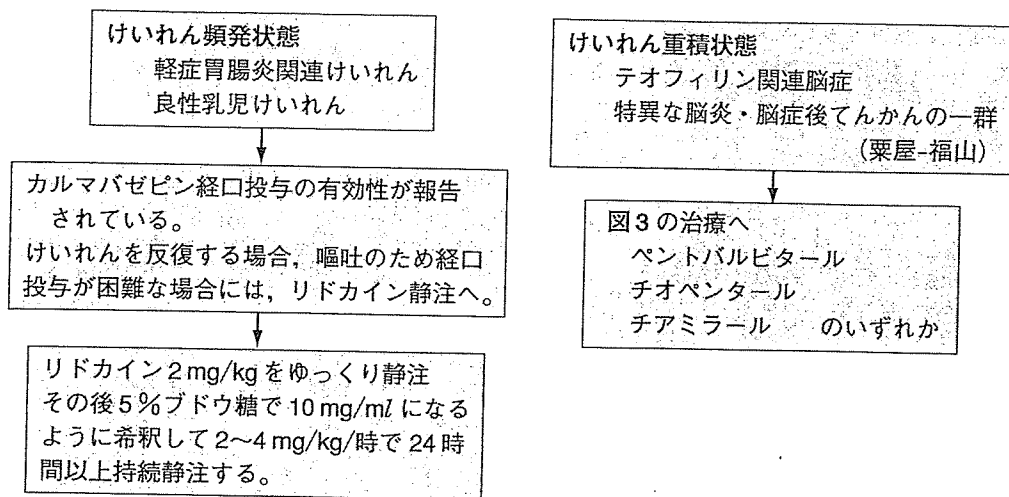 けいれん頻発状態
軽症胃腸炎関連けいれん
良性乳児けいれん
カルマバゼピン経口投与の有効性が報告
されている。
けいれんを反復する場合，嘔吐のため経口
投与が困難な場合には，リドカイン静注へ。
リドカイン2 mg/kgをゆっくり静注
その後5％ブドウ糖で10 mg/mlになる
ように希釈して2〜4 mg/kg/時で24時
間以上持続静注する。
けいれん重積状態
テオフィリン関連脳症
特異な脳炎・脳症後てんかんの一群
（粟屋-福山）
図3の治療へ
ペントバルビタール
チオペンタール
チアミラール　のいずれか